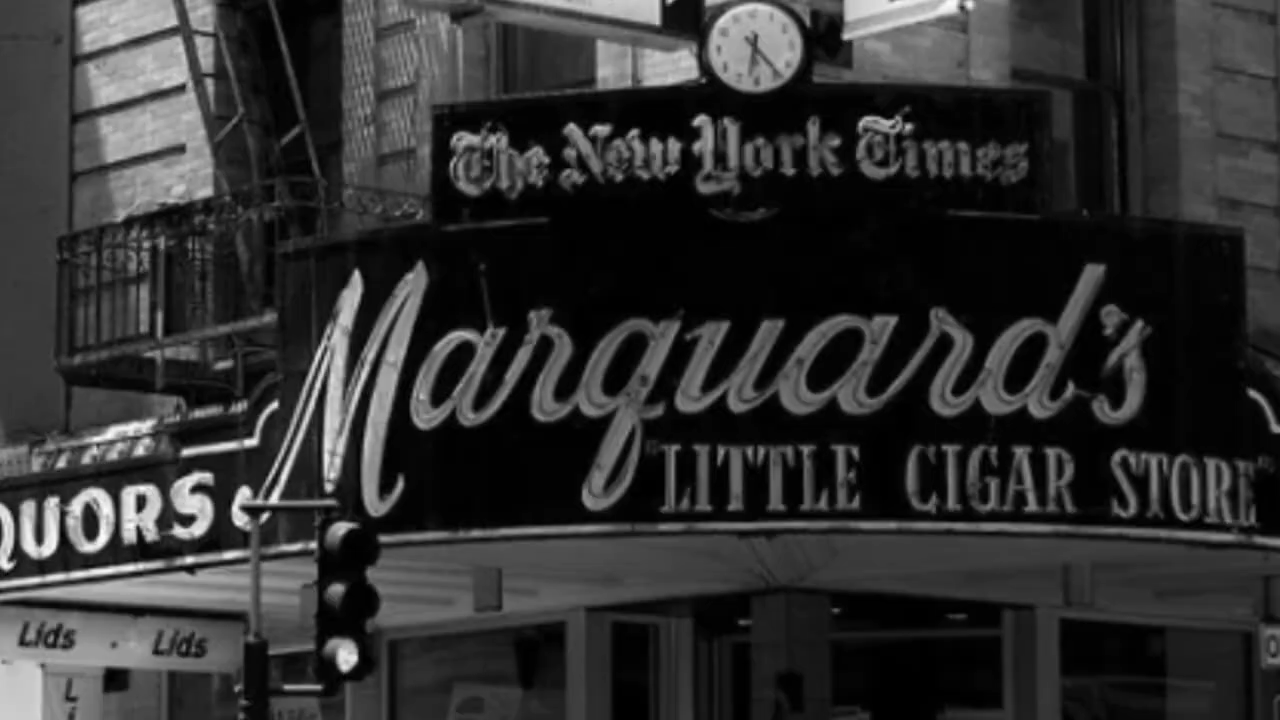 The New York Times
Marquard's
"LITTLE CIGAR STORE"
QUORS
Lids · Lids